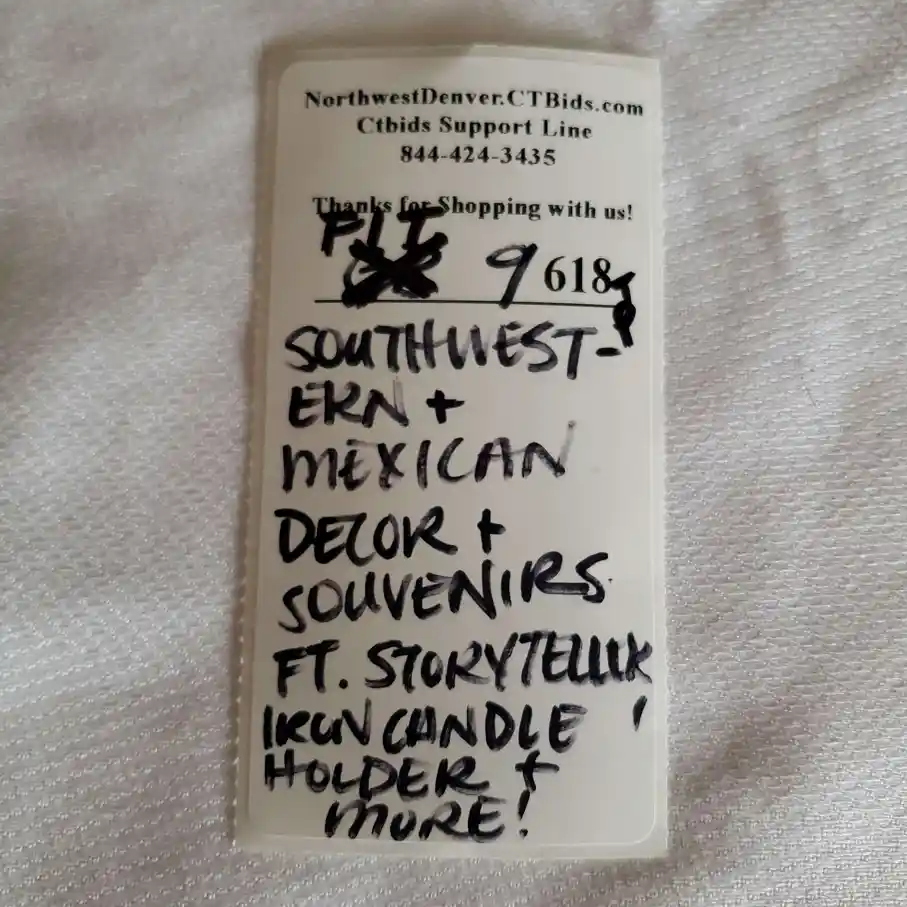 NorthwestDenver.CTBids.com
Ctbids Support Line
844-424-3435
Thanks for Shopping with us!
9 618
SOUTHWEST-
ERN +
MEXICAN
DECOR +
SOUVENIRS
FT. STORYTELLER,
IRON CANDLE
HOLDER +
MORE!